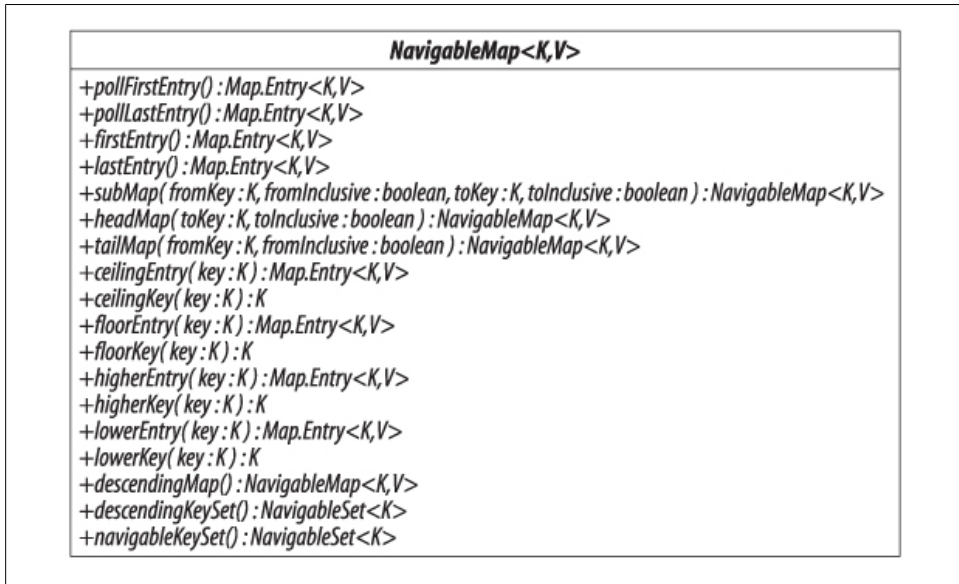 NavigableMap<K,V>
+pollFirstEntry() : Map.Entry<K,V>
+pollLastEntry() : Map.Entry<K,V>
+firstEntry() : Map.Entry<K,V>
+lastEntry() : Map.Entry<K,V>
+subMap( fromKey : K, fromInclusive : boolean, toKey : K, toInclusive : boolean ) : NavigableMap<K,V>
+headMap( toKey : K, toInclusive : boolean ) : NavigableMap<K,V>
+tailMap( fromKey : K, fromInclusive : boolean ) : NavigableMap<K,V>
+ceilingEntry( key : K ) : Map.Entry<K,V>
+ceilingKey( key : K ) : K
+floorEntry( key : K ) : Map.Entry<K,V>
+floorKey( key : K ) : K
+higherEntry( key : K ) : Map.Entry<K,V>
+higherKey( key : K ) : K
+lowerEntry( key : K ) : Map.Entry<K,V>
+lowerKey( key : K ) : K
+descendingMap() : NavigableMap<K,V>
+descendingKeySet() : NavigableSet<K>
+navigableKeySet() : NavigableSet<K>